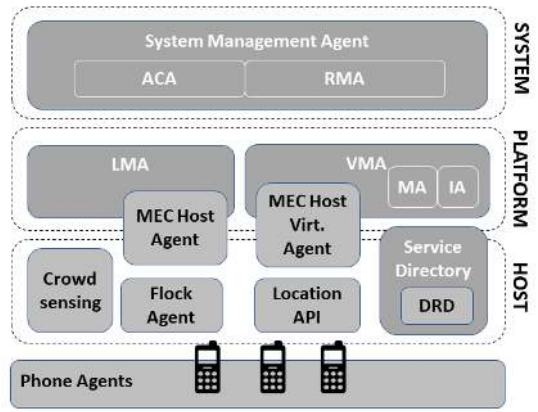 System Management Agent
ACA
RMA
SYSTEM
LMA
VMA
MA
IA
PLATFORM
MEC Host
Agent
MEC Host
Virt.
Agent
Service
Directory
DRD
HOST
Crowd
sensing
Flock
Agent
Location
API
Phone Agents